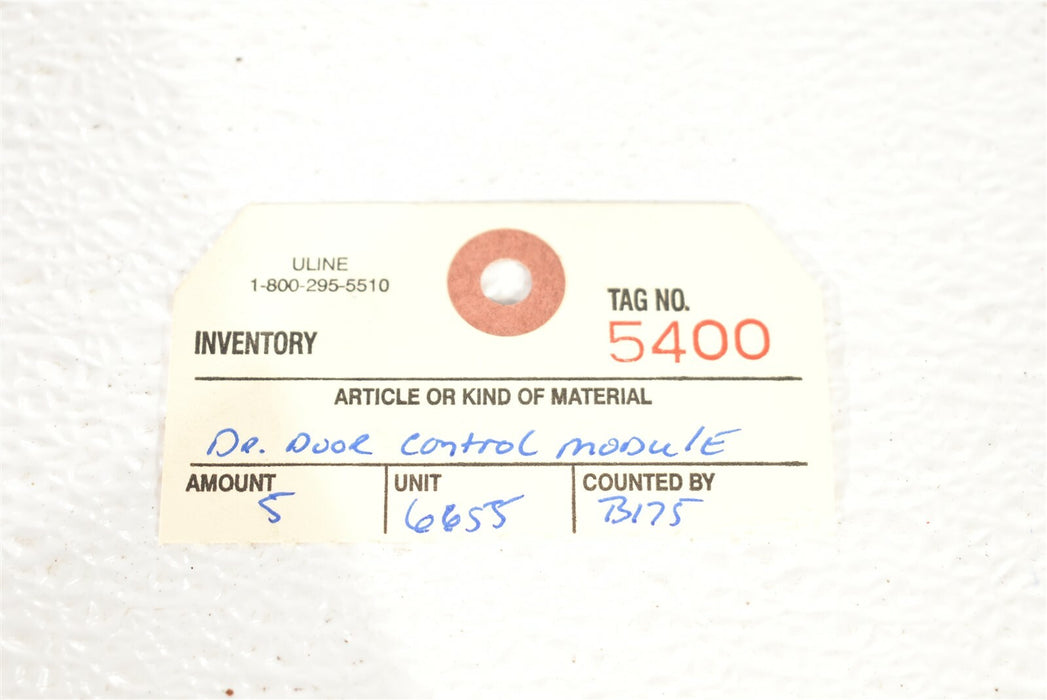 ULINE
1-800-295-5510
TAG NO.
INVENTORY
5400
ARTICLE OR KIND OF MATERIAL
DR. DOOR CONTROL MODULE
AMOUNT
UNIT
COUNTED BY
5
6655
B175